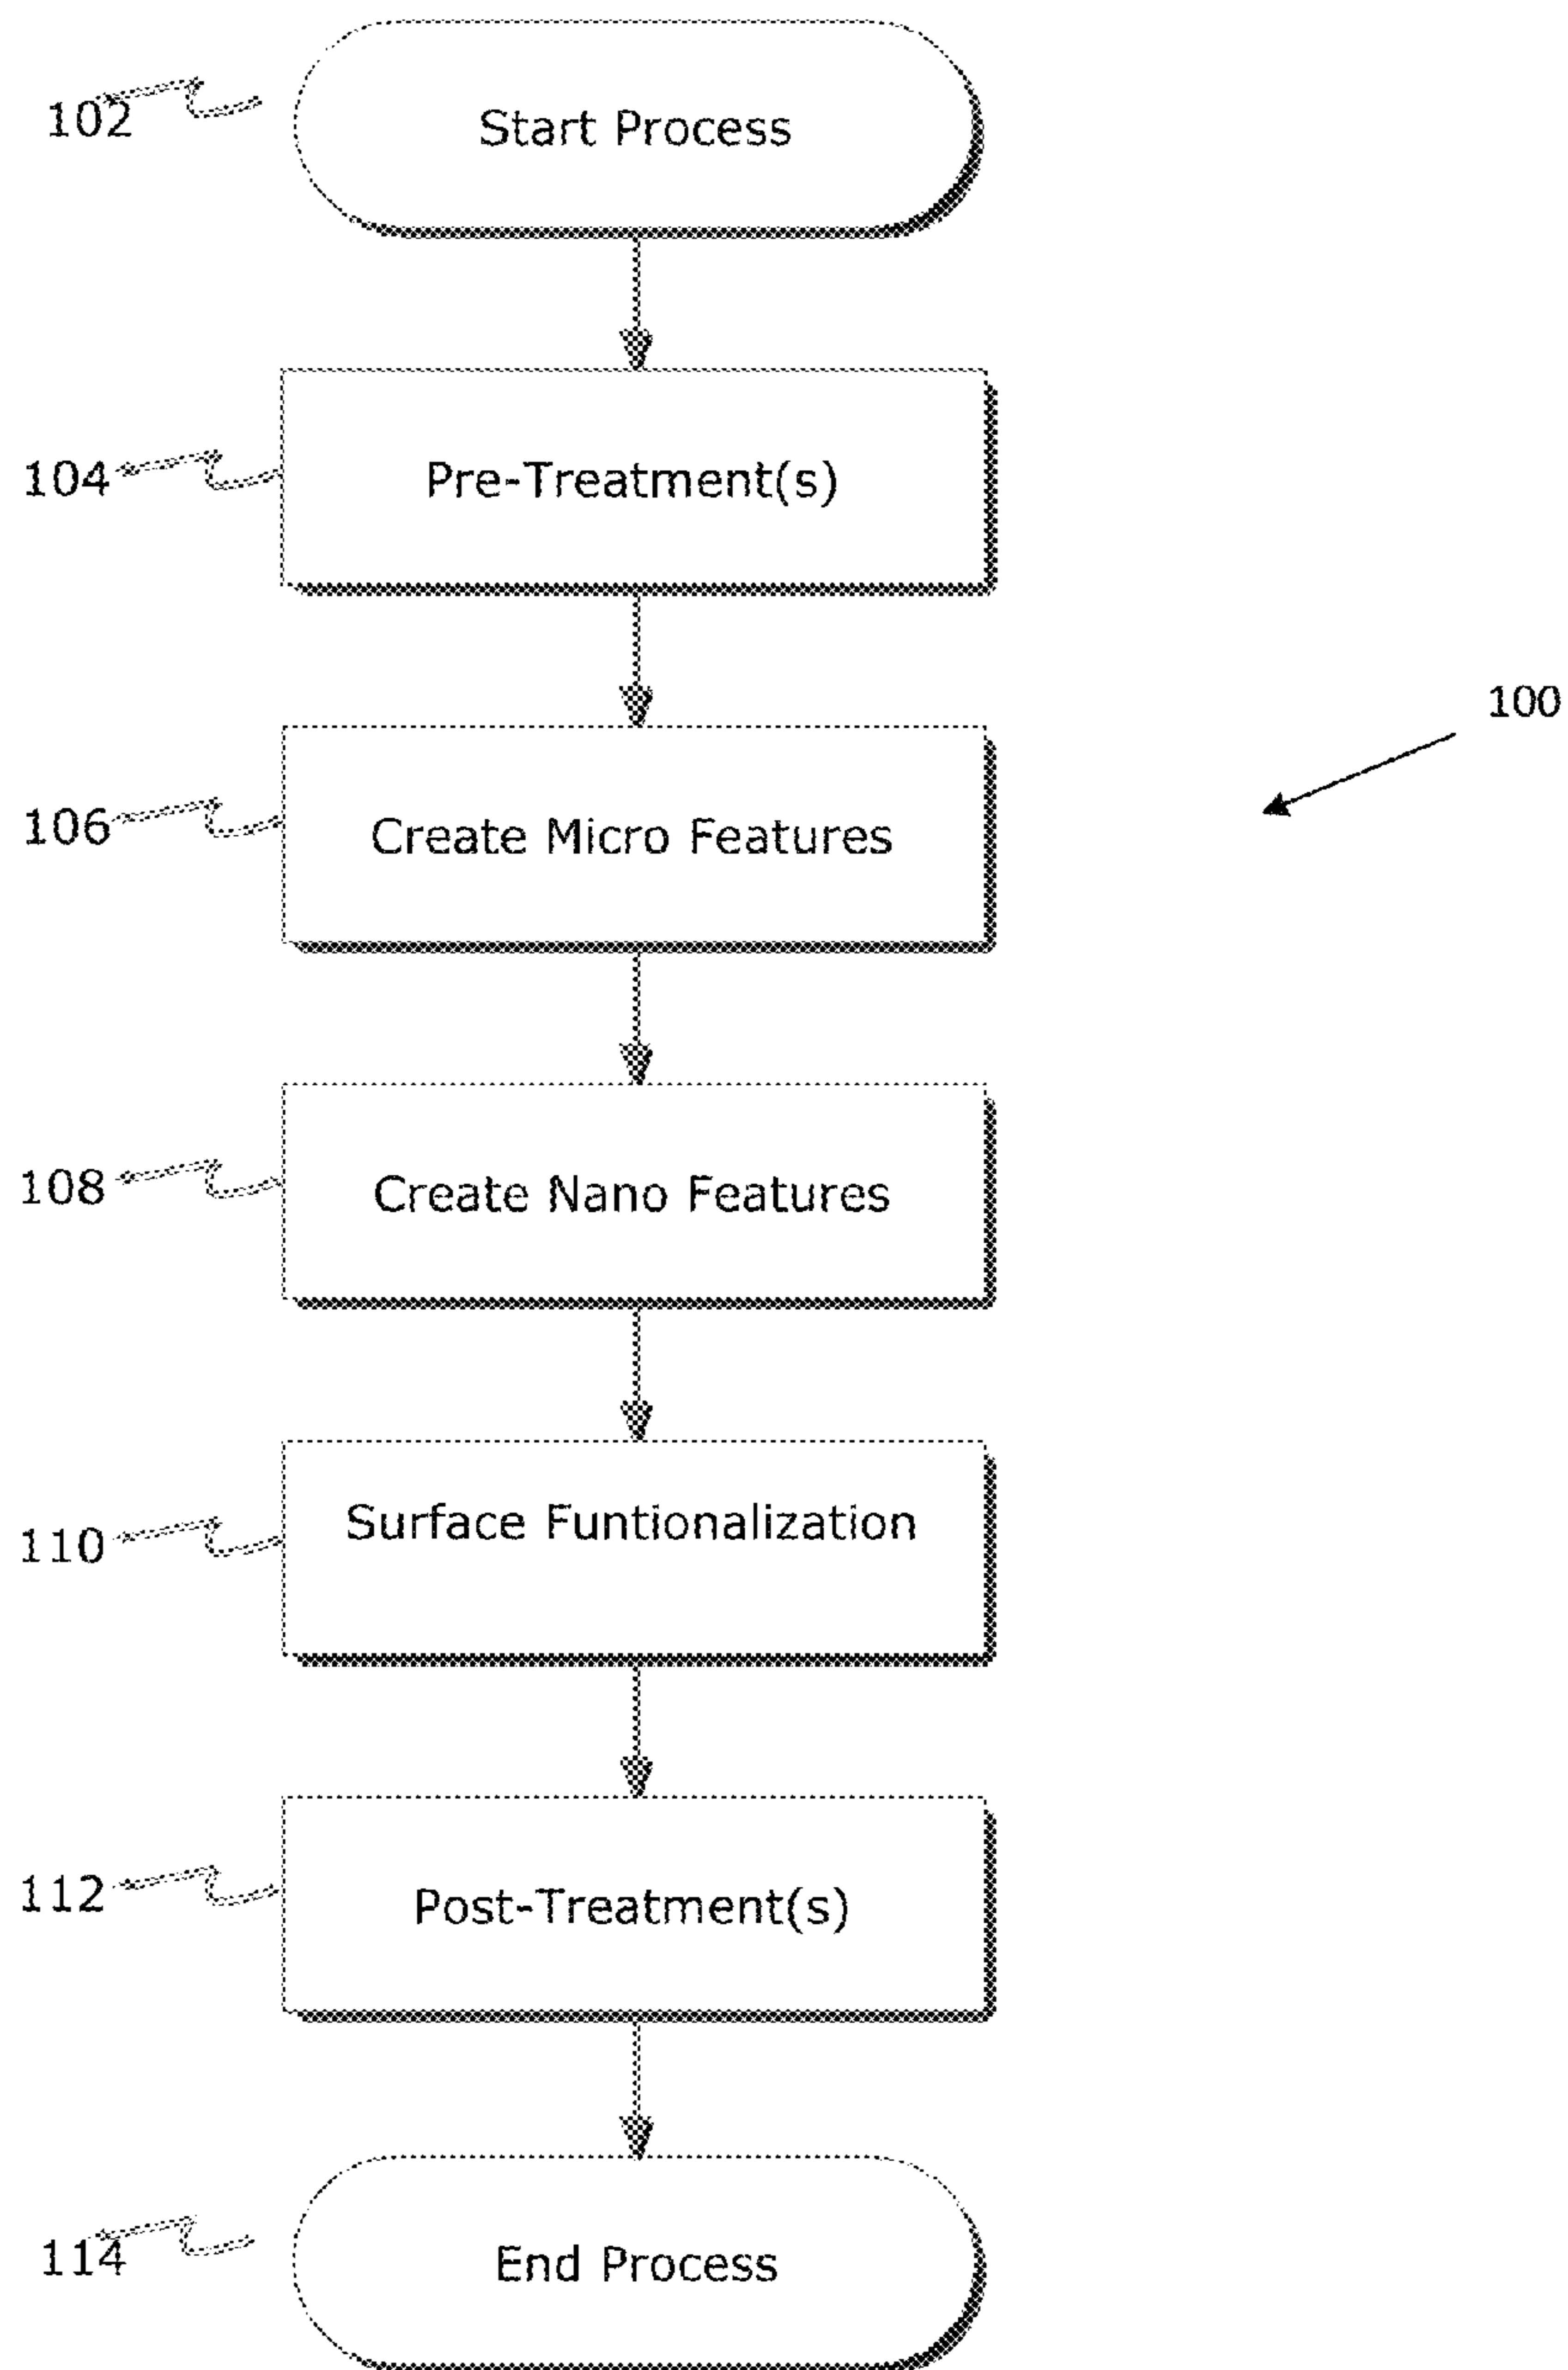 102
Start Process
104
Pre-Treatment(s)
100
106
Create Micro Features
108
Create Nano Features
110
Surface Funtionalization
112
Post-Treatment(s)
114
End Process